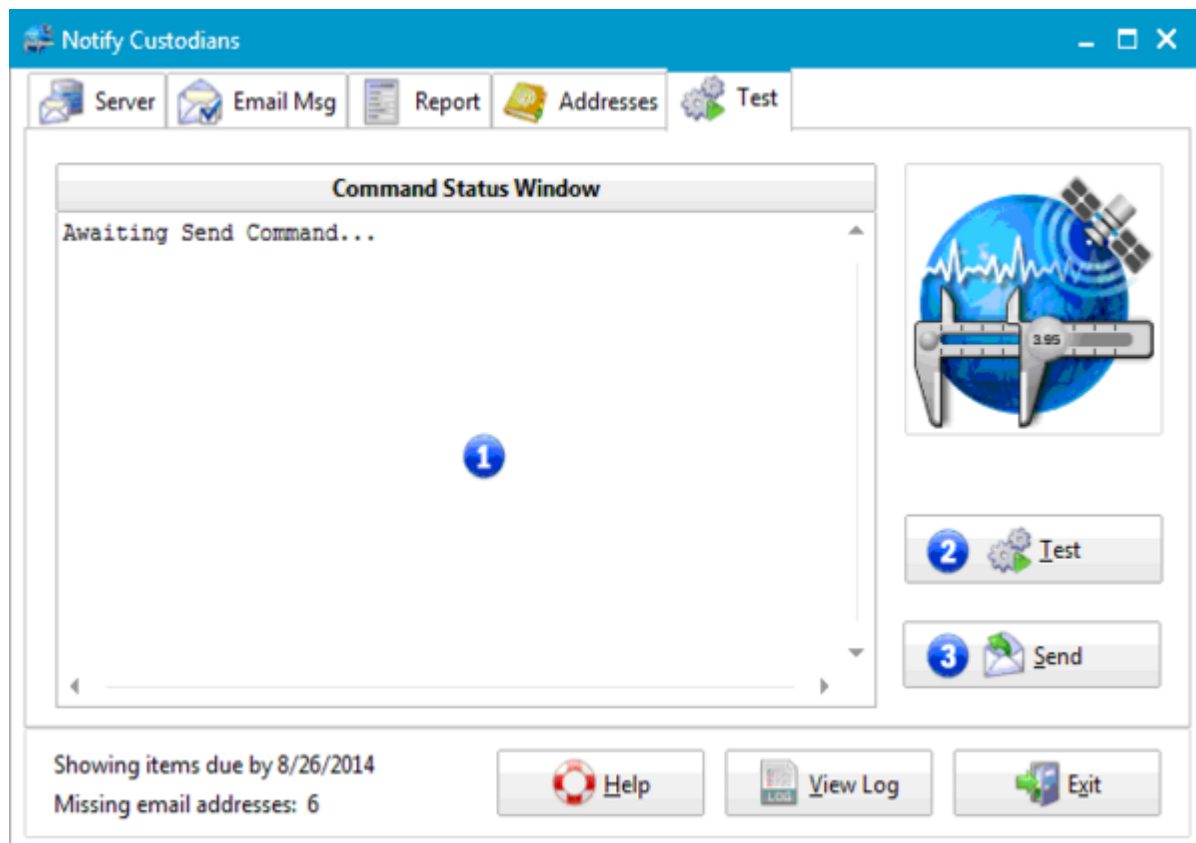 Notify Custodians
Server Email Msg Report Addresses Test
Command Status Window
Awaiting Send Command...
3.95
1
2 Test
3 Send
Showing items due by 8/26/2014
Missing email addresses: 6
Help View Log Exit
LOG